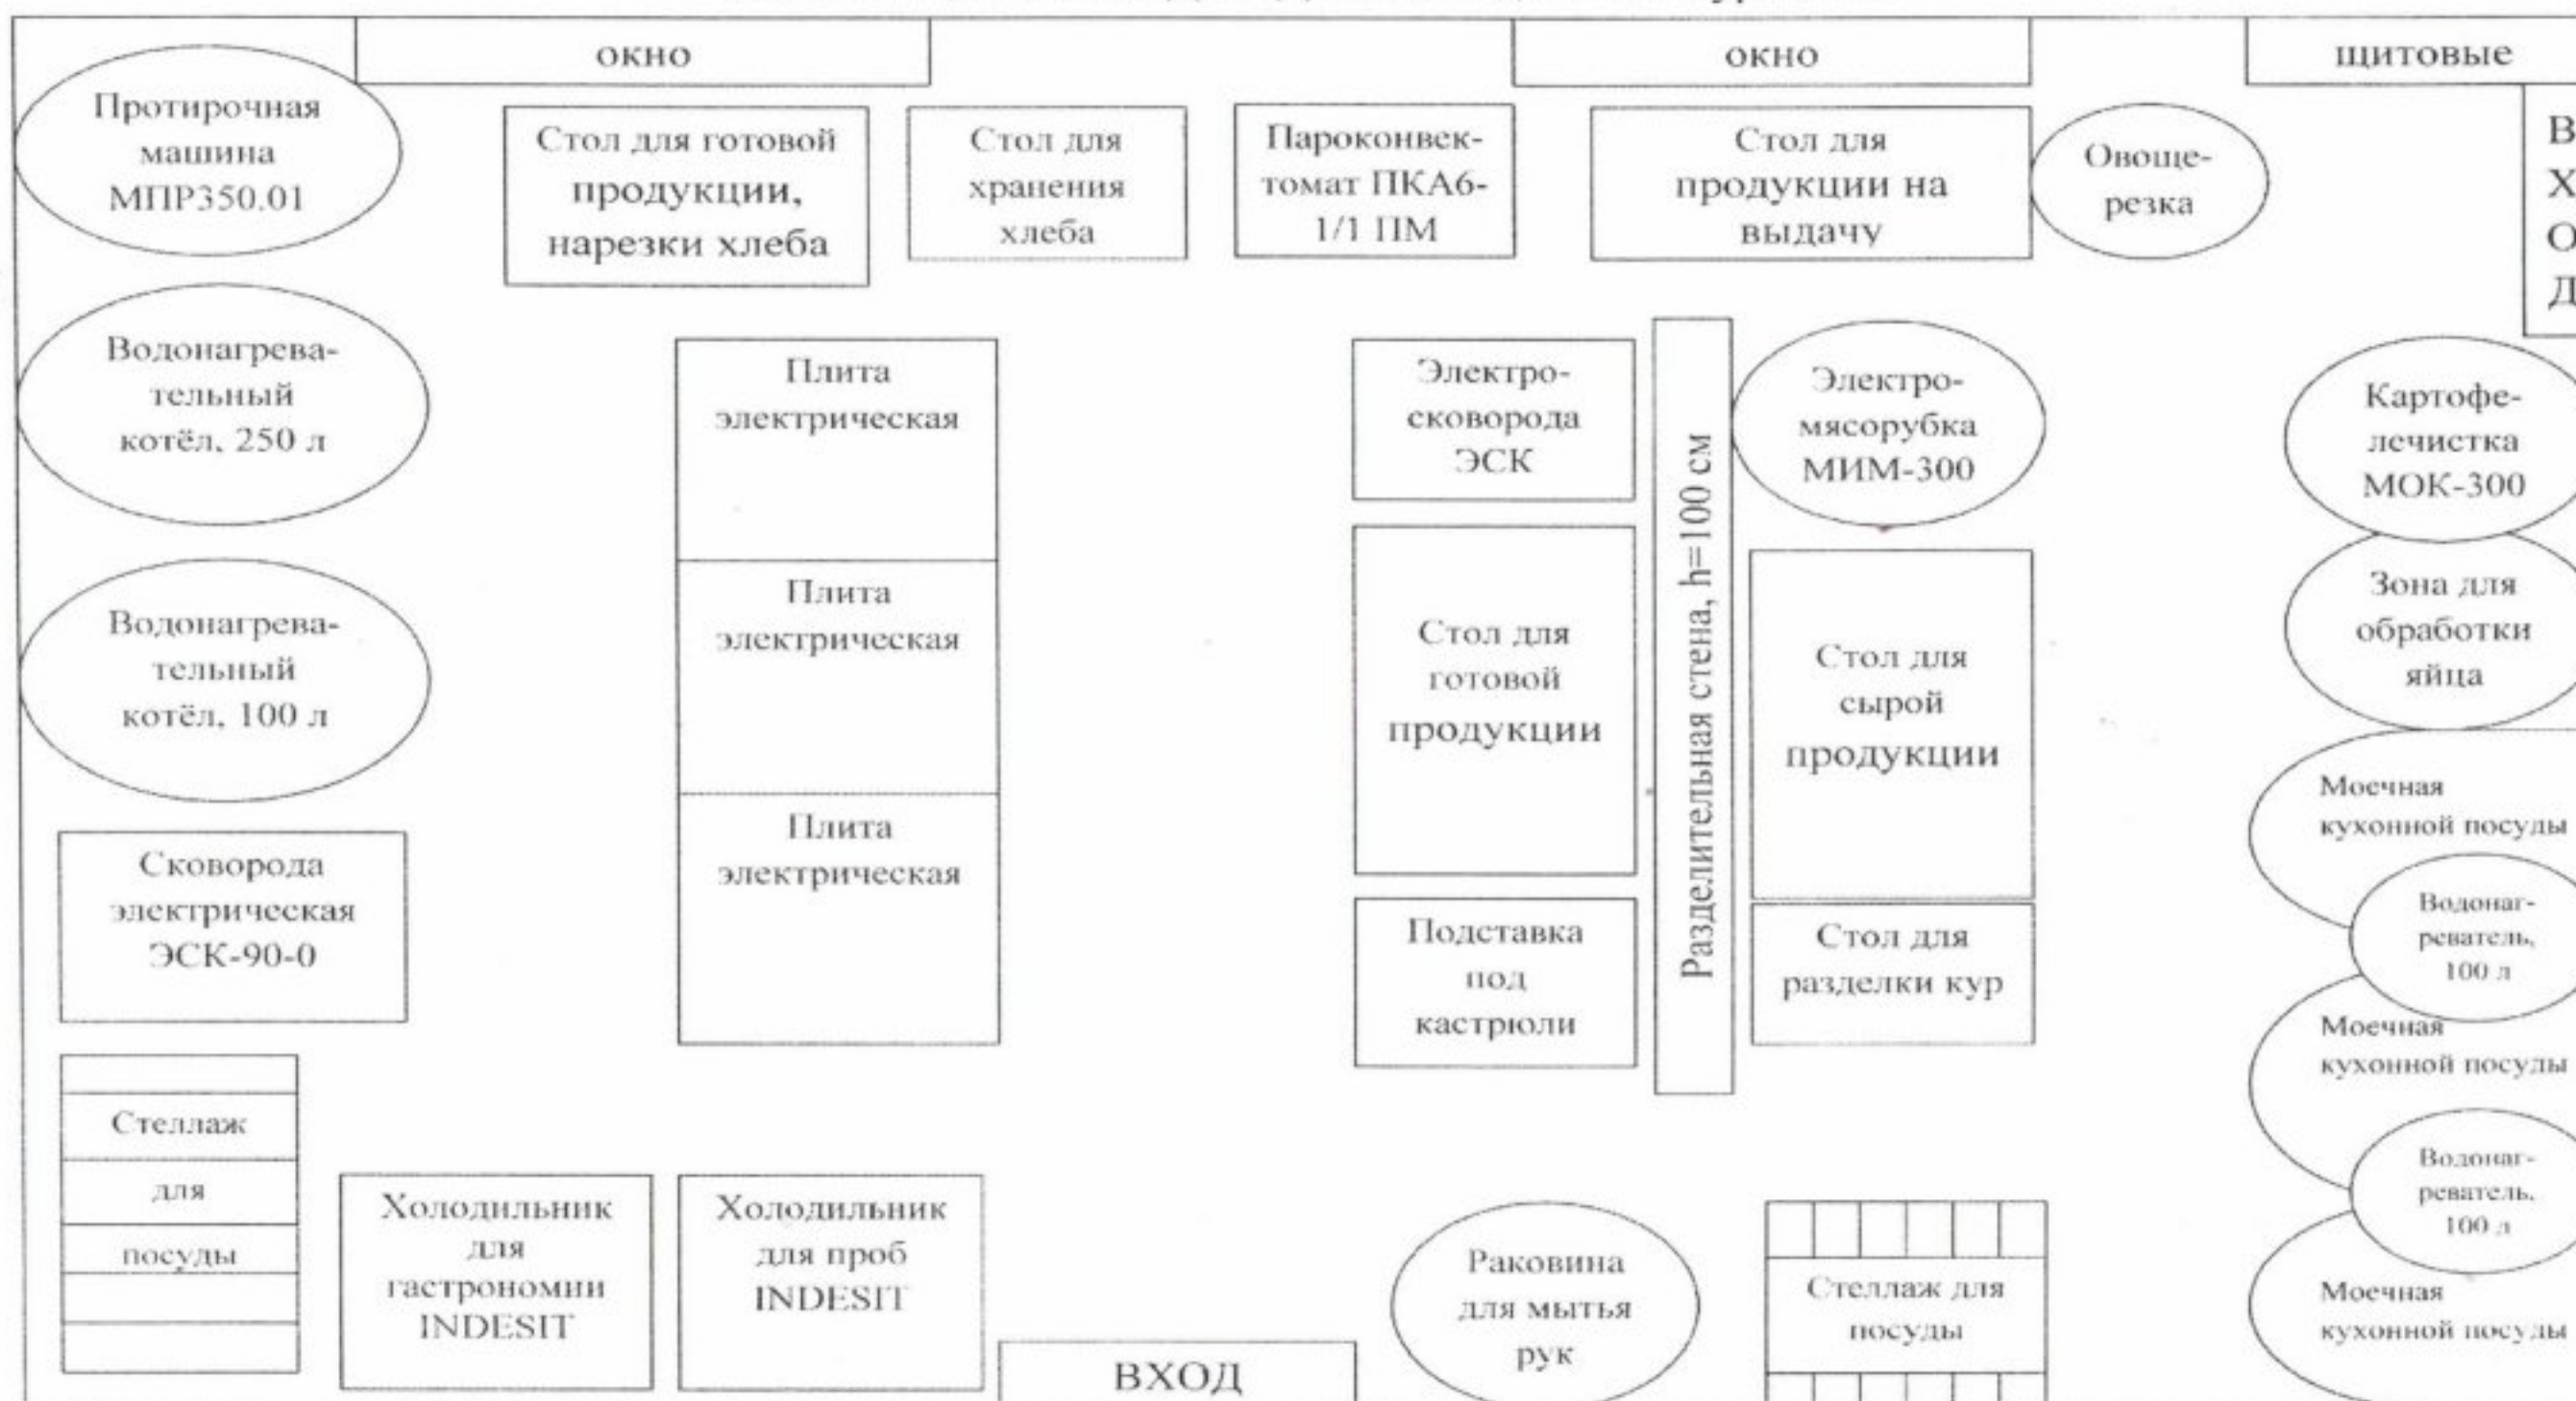 окно
окно
щитовые
Протирочная
машина
МПР350.01
Стол для готовой
продукции,
нарезки хлеба
Стол для
хранения
хлеба
Пароконвек-
томат ПКА6-
1/1 ПМ
Стол для
продукции на
выдачу
Овоще-
резка
В
Х
О
Д
Водонагрева-
тельный
котёл, 250 л
Плита
электрическая
Электро-
сковорода
ЭСК
Разделительная стена, h=100 см
Электро-
мясорубка
МИМ-300
Картофе-
лечистка
МОК-300
Водонагрева-
тельный
котёл, 100 л
Плита
электрическая
Стол для
готовой
продукции
Стол для
сырой
продукции
Зона для
обработки
яйца
Сковорода
электрическая
ЭСК-90-0
Плита
электрическая
Подставка
под
кастрюли
Стол для
разделки кур
Моечная
кухонной посуды
Водонаг-
реватель,
100 л
Моечная
кухонной посуды
Водонаг-
реватель,
100 л
Моечная
кухонной посуды
Стеллаж
для
посуды
Холодильник
для
гастрономии
INDESIT
Холодильник
для проб
INDESIT
ВХОД
Раковина
для мытья
рук
Стеллаж для
посуды